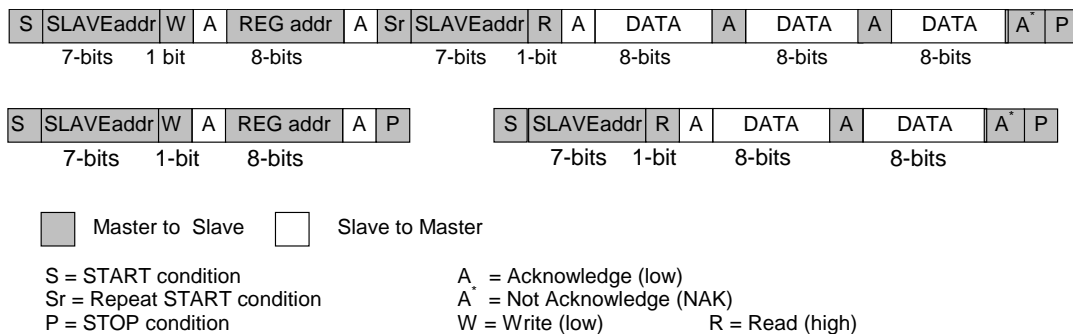 S SLAVEaddr W A REG addr A Sr SLAVEaddr R A DATA A DATA A DATA A* P
7-bits 1 bit 8-bits 7-bits 1-bit 8-bits 8-bits 8-bits
S SLAVEaddr W A REG addr A P S SLAVEaddr R A DATA A DATA A* P
7-bits 1-bit 8-bits 7-bits 1-bit 8-bits 8-bits
Master to Slave Slave to Master
S = START condition A = Acknowledge (low)
Sr = Repeat START condition A* = Not Acknowledge (NAK)
P = STOP condition W = Write (low) R = Read (high)